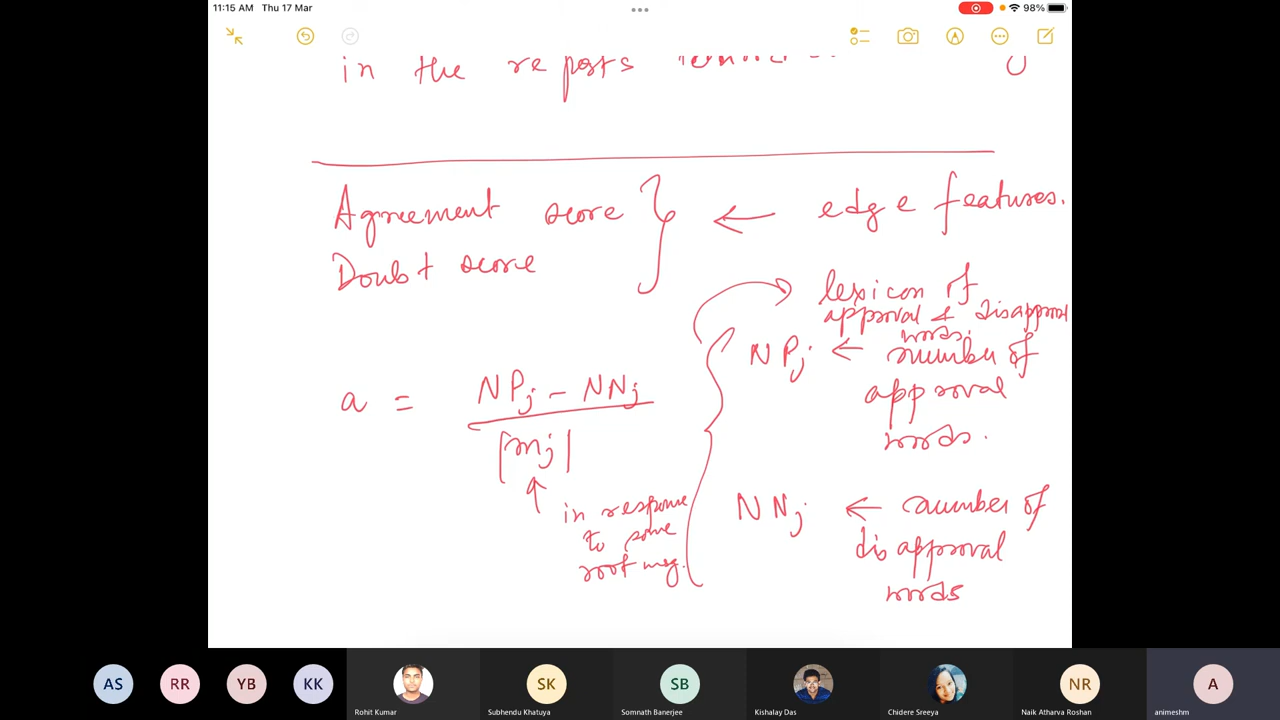 11:15 AM Thu 17 Mar
98%
in the reports
Agreement score
Doubt score
← edge features.
lexicon of
approval & disapproval
words.
a = NPj - NNj
|mj|
↑
in response
to some
root msg.
NPj ← number of
approval
words.
NNj ← number of
disapproval
words
AS RR YB KK SK SB NR A
Rohit Kumar Subhendu Khatuya Somnath Banerjee Kishalay Das Chidere Sreeya Naik Atharva Roshan animeshm